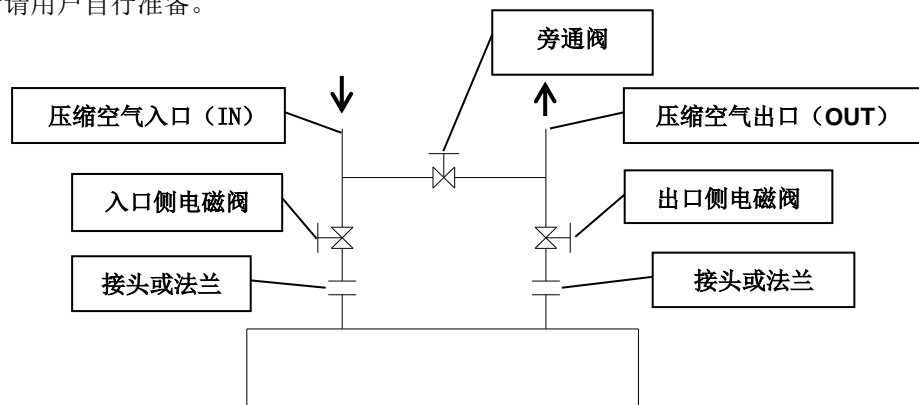 请用户自行准备。
旁通阀
压缩空气入口（IN）
压缩空气出口（OUT）
入口侧电磁阀
出口侧电磁阀
接头或法兰
接头或法兰